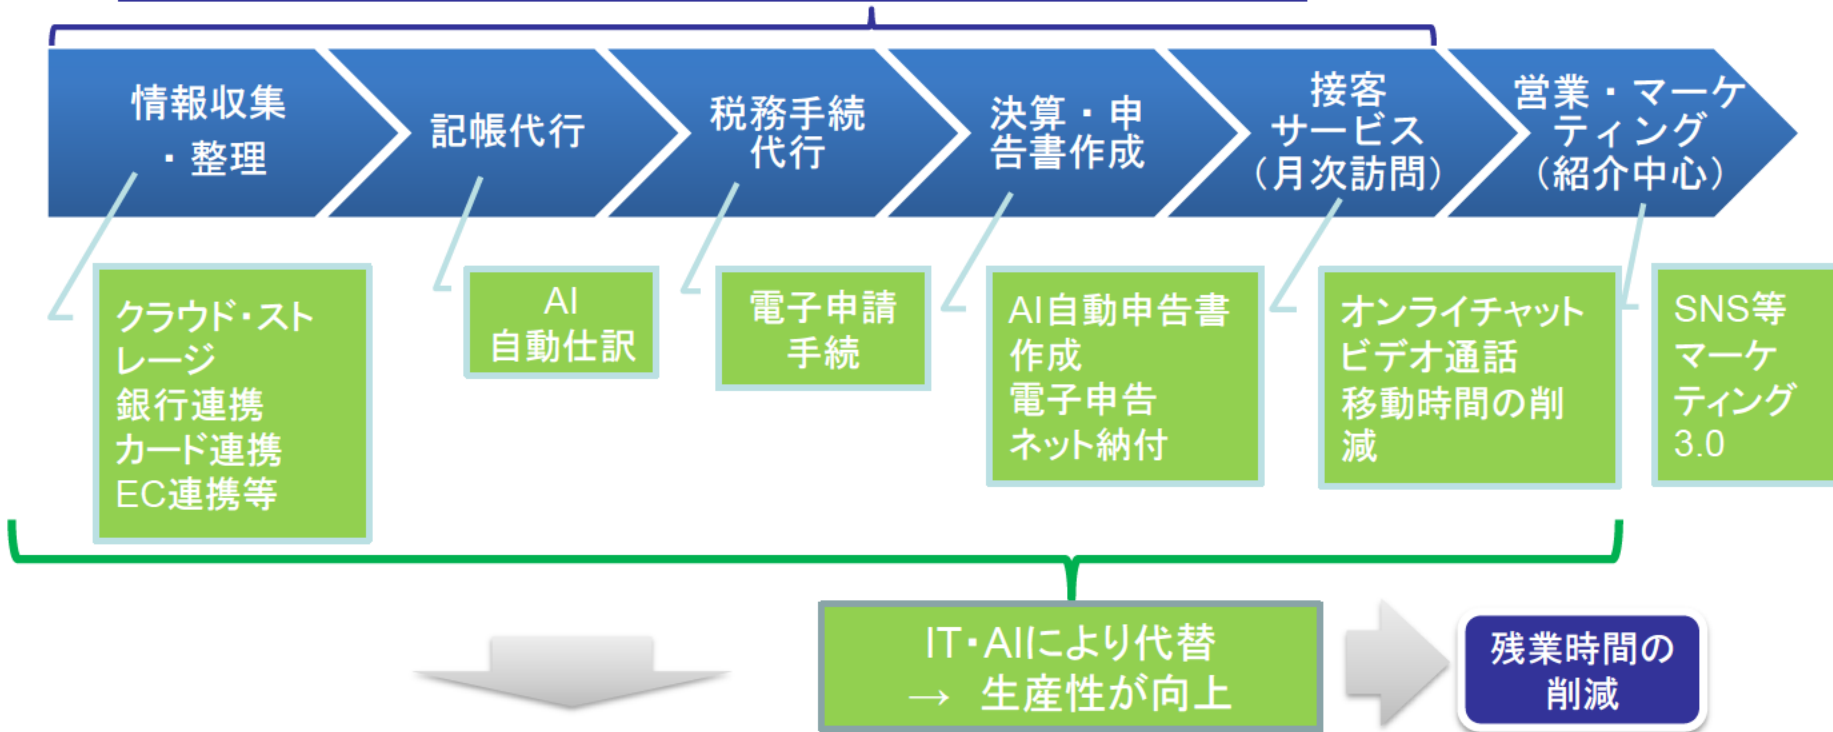 情報収集
・整理
記帳代行
税務手続
代行
決算・申
告書作成
接客
サービス
（月次訪問）
営業・マーケ
ティング
（紹介中心）
クラウド・スト
レージ
銀行連携
カード連携
EC連携等
AI
自動仕訳
電子申請
手続
AI自動申告書
作成
電子申告
ネット納付
オンライチャット
ビデオ通話
移動時間の削
減
SNS等
マーケ
ティング
3.0
IT・AIにより代替
→ 生産性が向上
残業時間の
削減